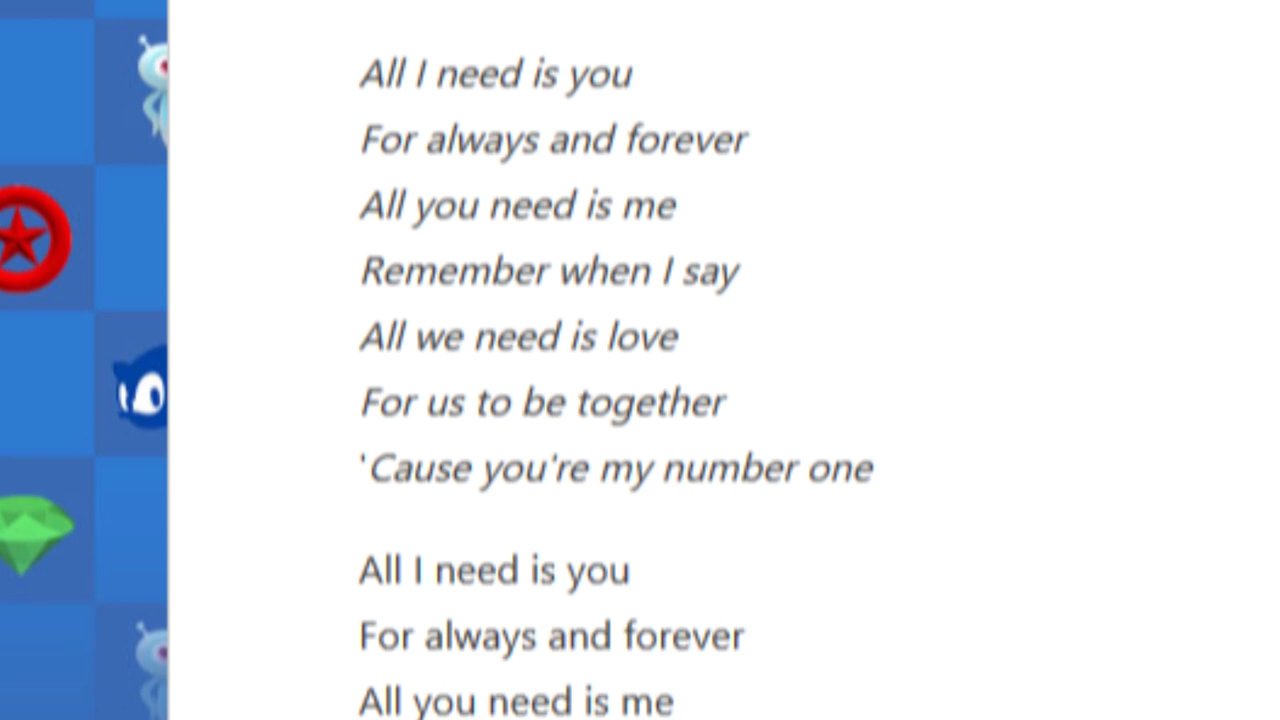 All I need is you
For always and forever
All you need is me
Remember when I say
All we need is love
For us to be together
'Cause you're my number one
All I need is you
For always and forever
All you need is me